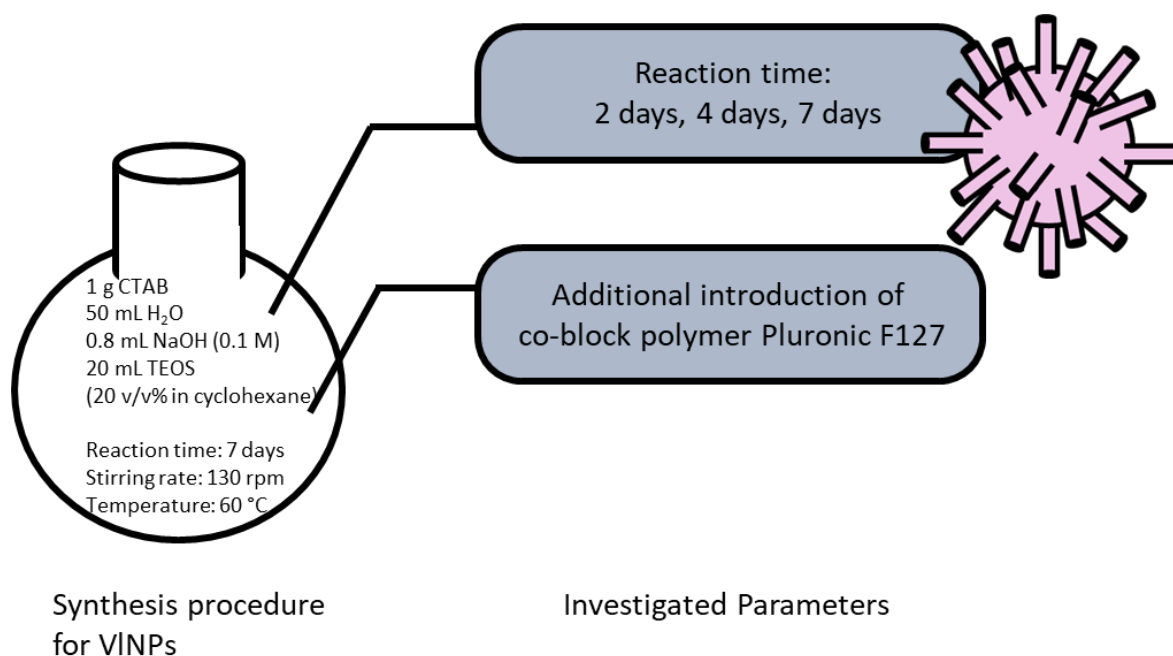 1 g CTAB
50 mL H₂O
0.8 mL NaOH (0.1 M)
20 mL TEOS
(20 v/v% in cyclohexane)
Reaction time: 7 days
Stirring rate: 130 rpm
Temperature: 60 °C
Reaction time:
2 days, 4 days, 7 days
Additional introduction of
co-block polymer Pluronic F127
Synthesis procedure
for VlNPs
Investigated Parameters